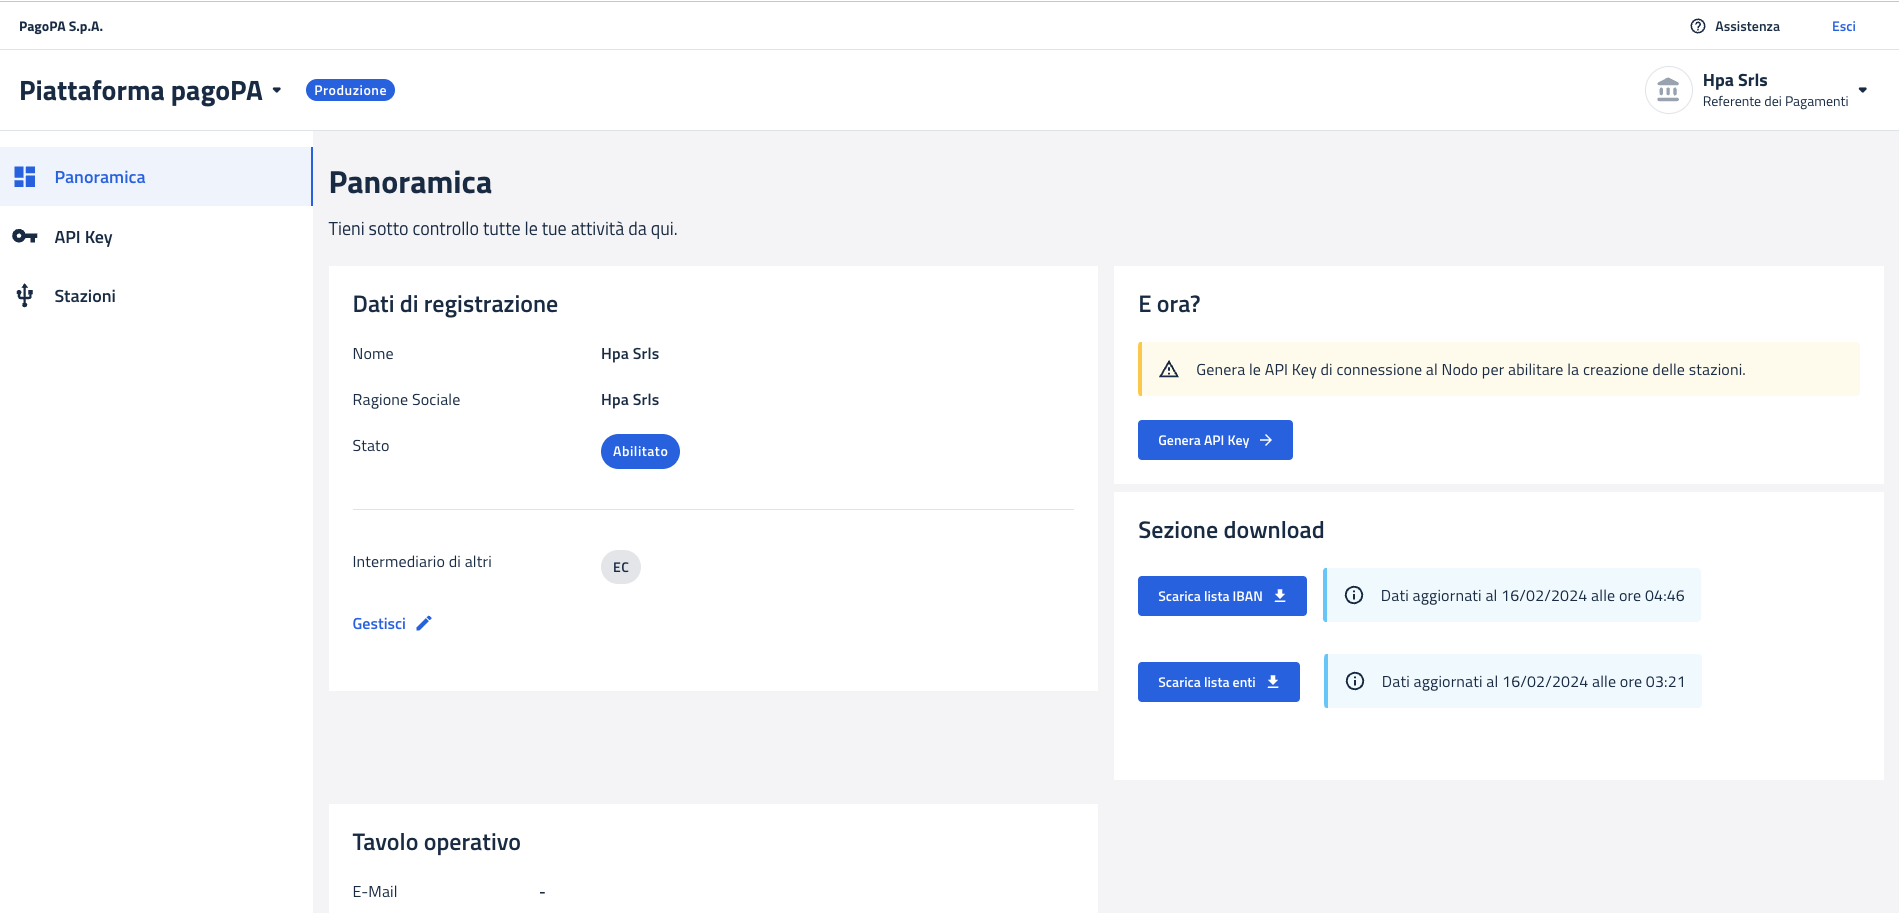 PagoPA S.p.A.
Assistenza
Esci
Piattaforma pagoPA
Produzione
Hpa Srls
Referente dei Pagamenti
Panoramica
API Key
Stazioni
Panoramica
Tieni sotto controllo tutte le tue attività da qui.
Dati di registrazione
Nome
Hpa Srls
Ragione Sociale
Hpa Srls
Stato
Abilitato
Intermediario di altri
EC
Gestisci
E ora?
Genera le API Key di connessione al Nodo per abilitare la creazione delle stazioni.
Genera API Key
Sezione download
Scarica lista IBAN
Dati aggiornati al 16/02/2024 alle ore 04:46
Scarica lista enti
Dati aggiornati al 16/02/2024 alle ore 03:21
Tavolo operativo
E-Mail
-